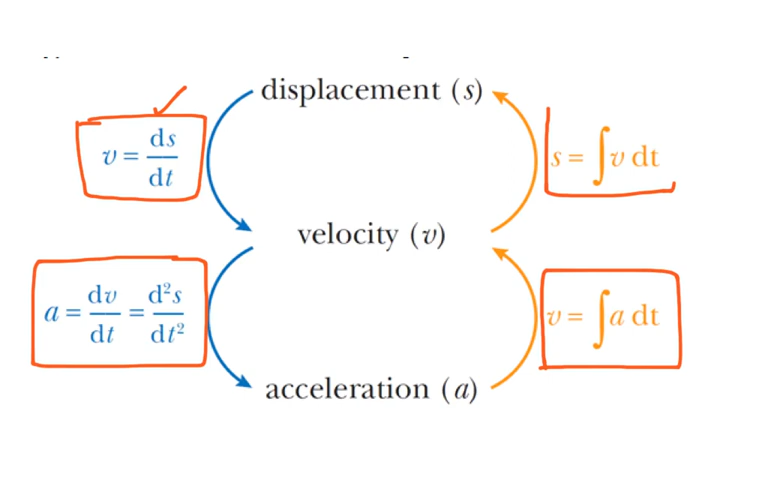 displacement (s)
v = ds/dt
s = ∫v dt
velocity (v)
a = dv/dt = d²s/dt²
v = ∫a dt
acceleration (a)